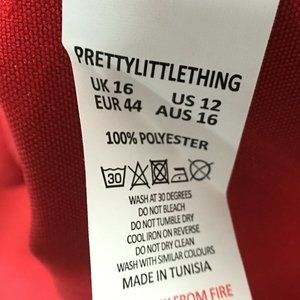 PRETTYLITTLETHING
UK 16 US 12
EUR 44 AUS 16
100% POLYESTER
30
WASH AT 30 DEGREES
DO NOT BLEACH
DO NOT TUMBLE DRY
COOL IRON ON REVERSE
DO NOT DRY CLEAN
WASH WITH SIMILAR COLOURS
MADE IN TUNISIA
FROM FIRE